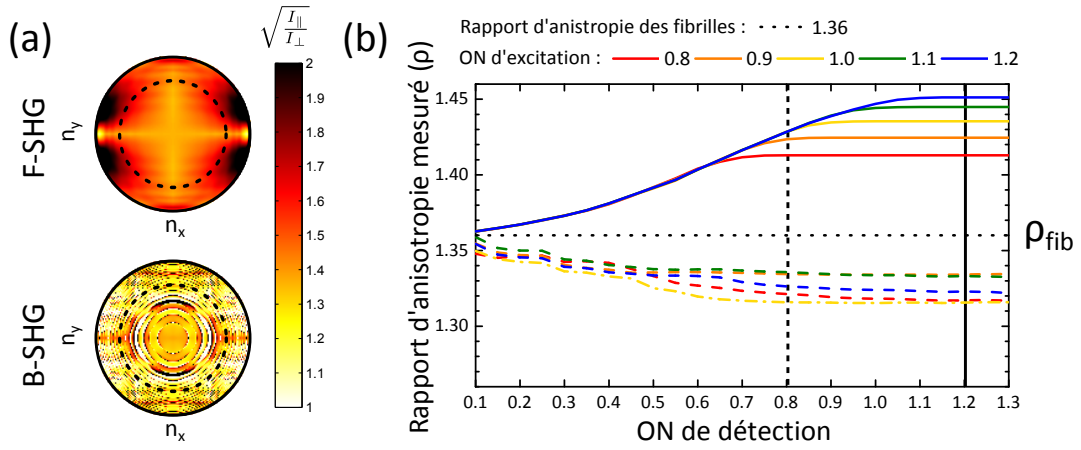 (a)
F-SHG
n_y
n_x
B-SHG
n_y
n_x
√(I_∥/I_⊥)
2
1.9
1.8
1.7
1.6
1.5
1.4
1.3
1.2
1.1
1
(b)
Rapport d'anistropie des fibrilles : 1.36
ON d'excitation : 0.8 0.9 1.0 1.1 1.2
Rapport d'anisotropie mesuré (ρ)
1.45
1.40
1.35
1.30
ρ_fib
0.1 0.2 0.3 0.4 0.5 0.6 0.7 0.8 0.9 1.0 1.1 1.2 1.3
ON de détection